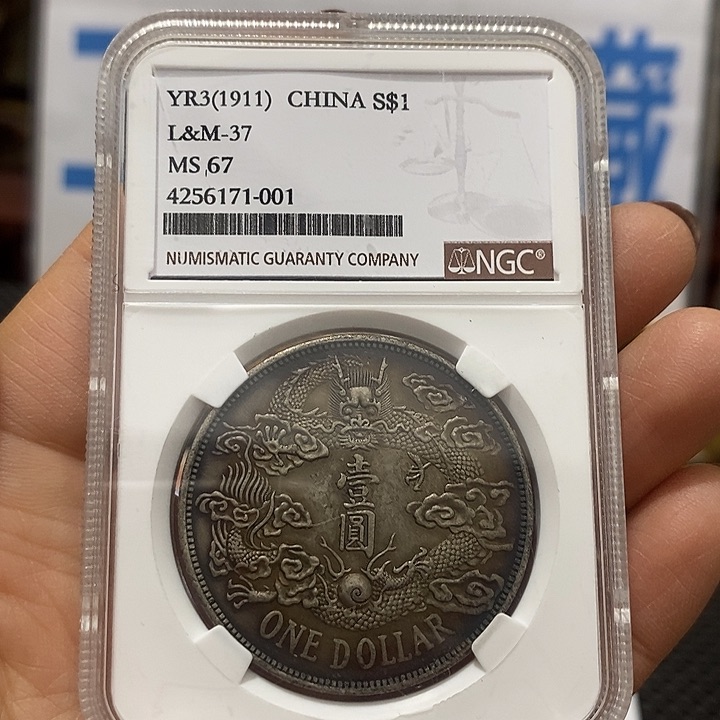 YR3(1911) CHINA S$1
L&M-37
MS 67
4256171-001
NUMISMATIC GUARANTY COMPANY
NGC®
壹圓
ONE DOLLAR